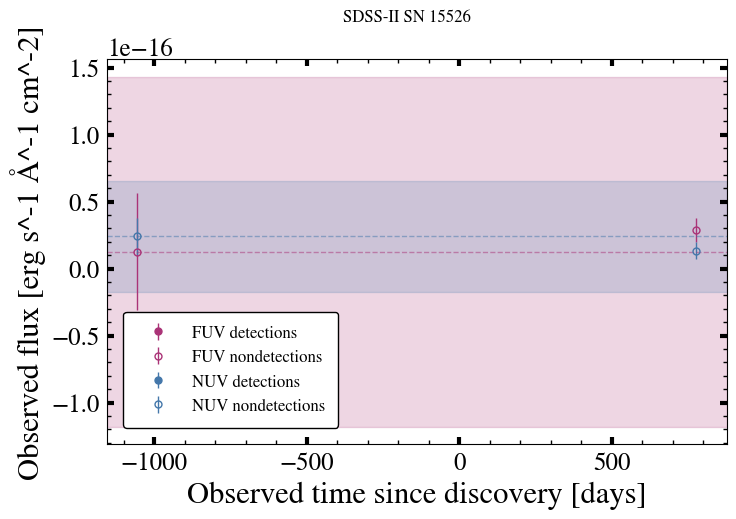 SDSS-II SN 15526
1e−16
1.5
1.0
0.5
0.0
−0.5
−1.0
Observed flux [erg s^-1 Å^-1 cm^-2]
FUV detections
FUV nondetections
NUV detections
NUV nondetections
−1000 −500 0 500
Observed time since discovery [days]